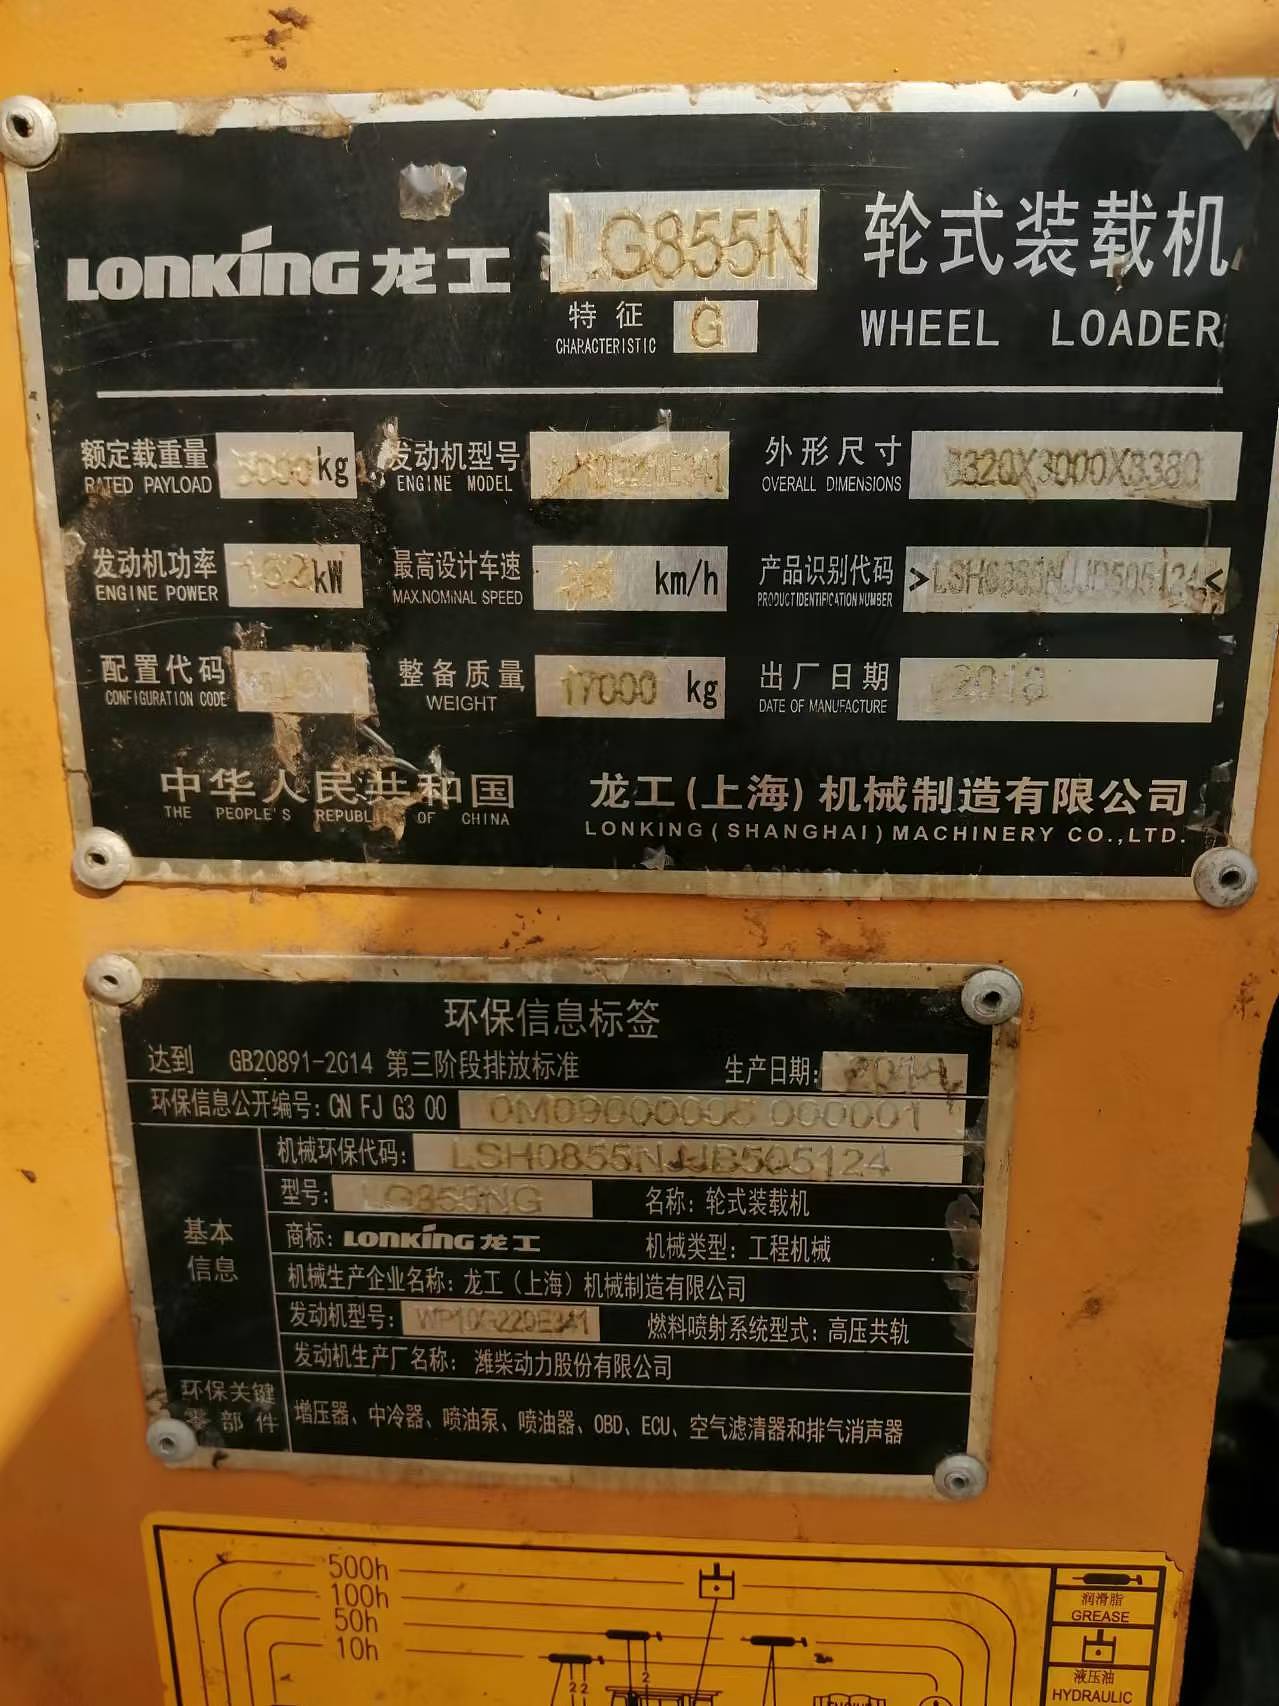 LONKING 龙工 LG855N 轮式装载机
特征 G
CHARACTERISTIC WHEEL LOADER
额定载重量 kg 发动机型号 外形尺寸 8320X3000X3380
RATED PAYLOAD ENGINE MODEL OVERALL DIMENSIONS
发动机功率 162kW 最高设计车速 km/h 产品识别代码 >LSH0855NJJB505124<
ENGINE POWER MAX.NOMINAL SPEED PRODUCT IDENTIFICATION NUMBER
配置代码 整备质量 17000 kg 出厂日期
CONFIGURATION CODE WEIGHT DATE OF MANUFACTURE
中华人民共和国 龙工(上海)机械制造有限公司
THE PEOPLE'S REPUBLIC OF CHINA LONKING(SHANGHAI)MACHINERY CO.,LTD.
环保信息标签
达到 GB20891-2014 第三阶段排放标准 生产日期:
环保信息公开编号: CN FJ G3 00 0M09000006 000001
机械环保代码: LSH0855NJJB505124
型号: LG855NG 名称: 轮式装载机
基本
信息
商标: LONKING 龙工 机械类型: 工程机械
机械生产企业名称: 龙工(上海)机械制造有限公司
发动机型号: WP10G220E341 燃料喷射系统型式: 高压共轨
发动机生产厂名称: 潍柴动力股份有限公司
环保关键
零部件
增压器、中冷器、喷油泵、喷油器、OBD、ECU、空气滤清器和排气消声器
500h
100h
50h
10h
润滑脂
GREASE
液压油
HYDRAULIC
2
2 2